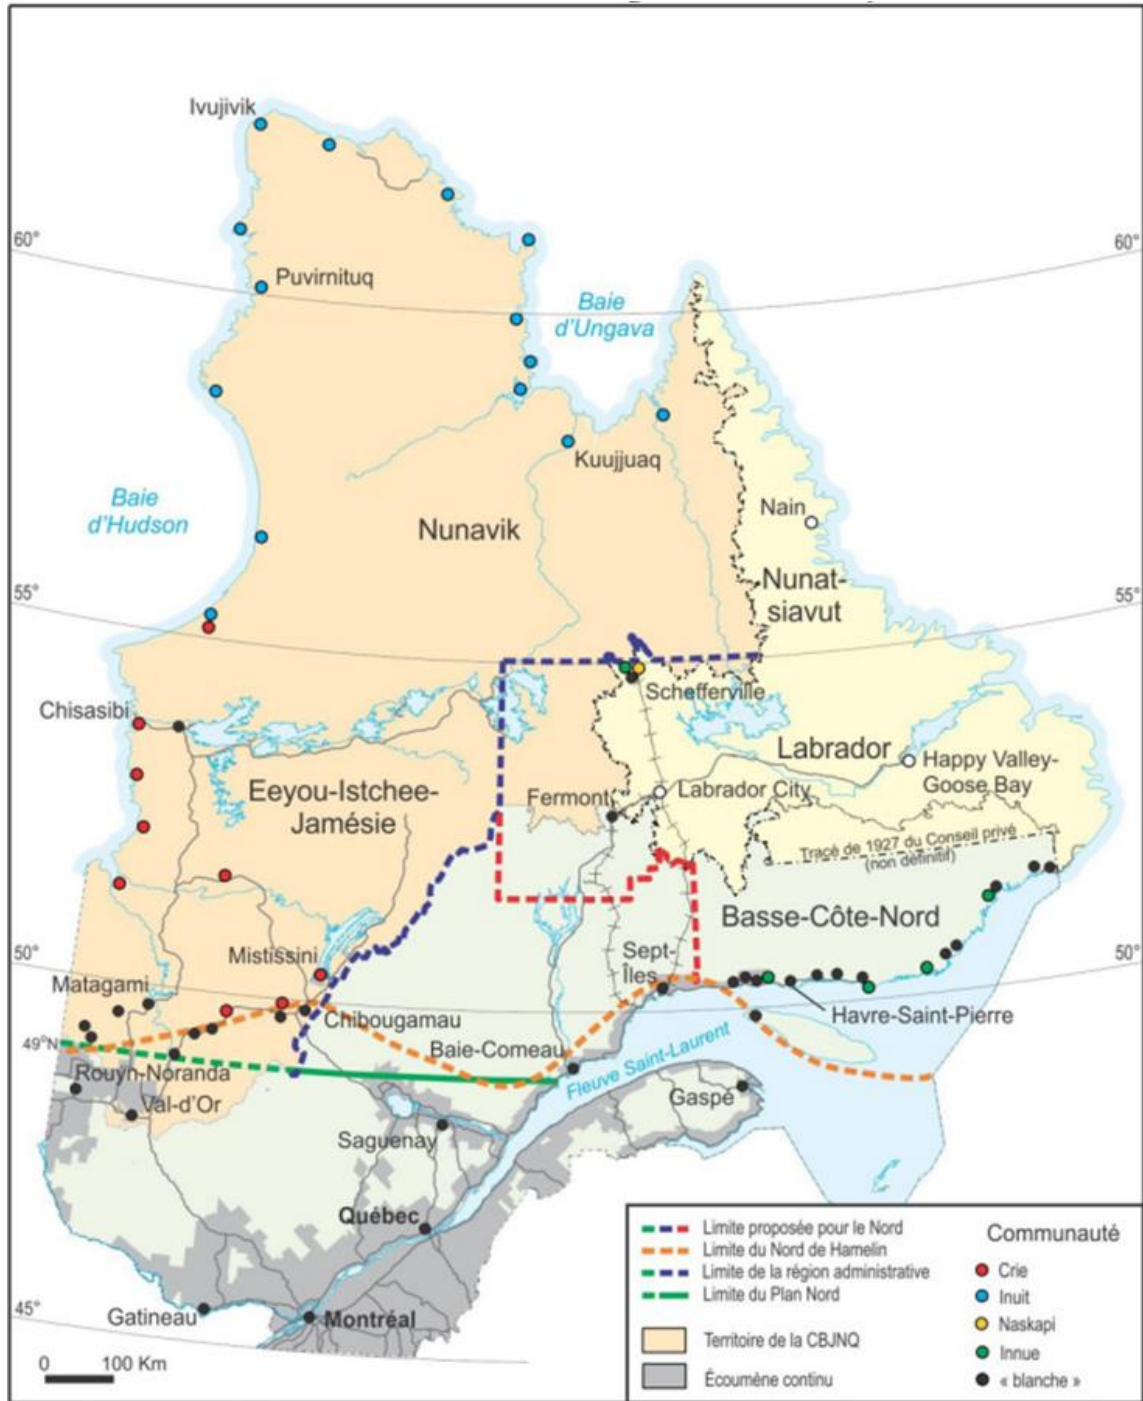 Ivujivik
60°
60°
Puvirnituq
Baie
d'Ungava
Kuujjuaq
Baie
d'Hudson
Nunavik
Nain
Nunat-
siavut
55°
55°
Schefferville
Chisasibi
Labrador
Happy Valley-
Goose Bay
Eeyou-Istchee-
Jamésie
Fermont
Labrador City
Tracé de 1927 du Conseil privé
(non définitif)
Basse-Côte-Nord
50°
50°
Mistissini
Sept-
Îles
Matagami
Havre-Saint-Pierre
Chibougamau
49°N
Baie-Comeau
Fleuve Saint-Laurent
Rouyn-Noranda
Val-d'Or
Gaspé
Saguenay
Québec
45°
Gatineau
Montréal
0 100 Km
Limite proposée pour le Nord
Limite du Nord de Hamelin
Limite de la région administrative
Limite du Plan Nord
Territoire de la CBJNQ
Écoumène continu
Communauté
Crie
Inuit
Naskapi
Innue
« blanche »